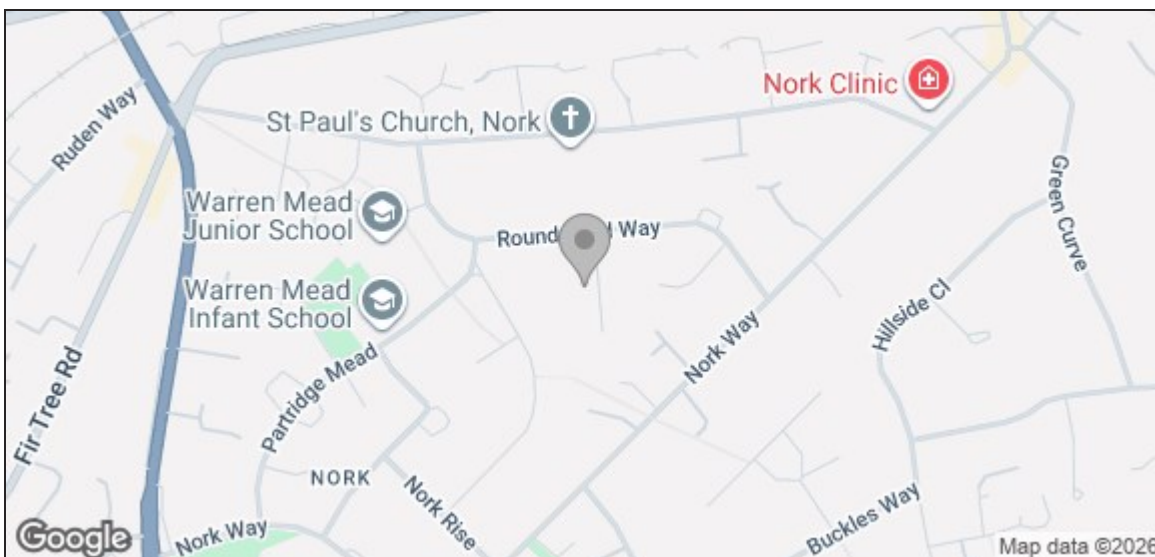 Nork Clinic
St Paul's Church, Nork
Ruden Way
Warren Mead
Junior School
Round Way
Green Curve
Warren Mead
Infant School
Hillside Cl
Nork Way
Fir Tree Rd
Partridge Mead
NORK
Nork Rise
Buckles Way
Nork Way
Google
Map data ©2026